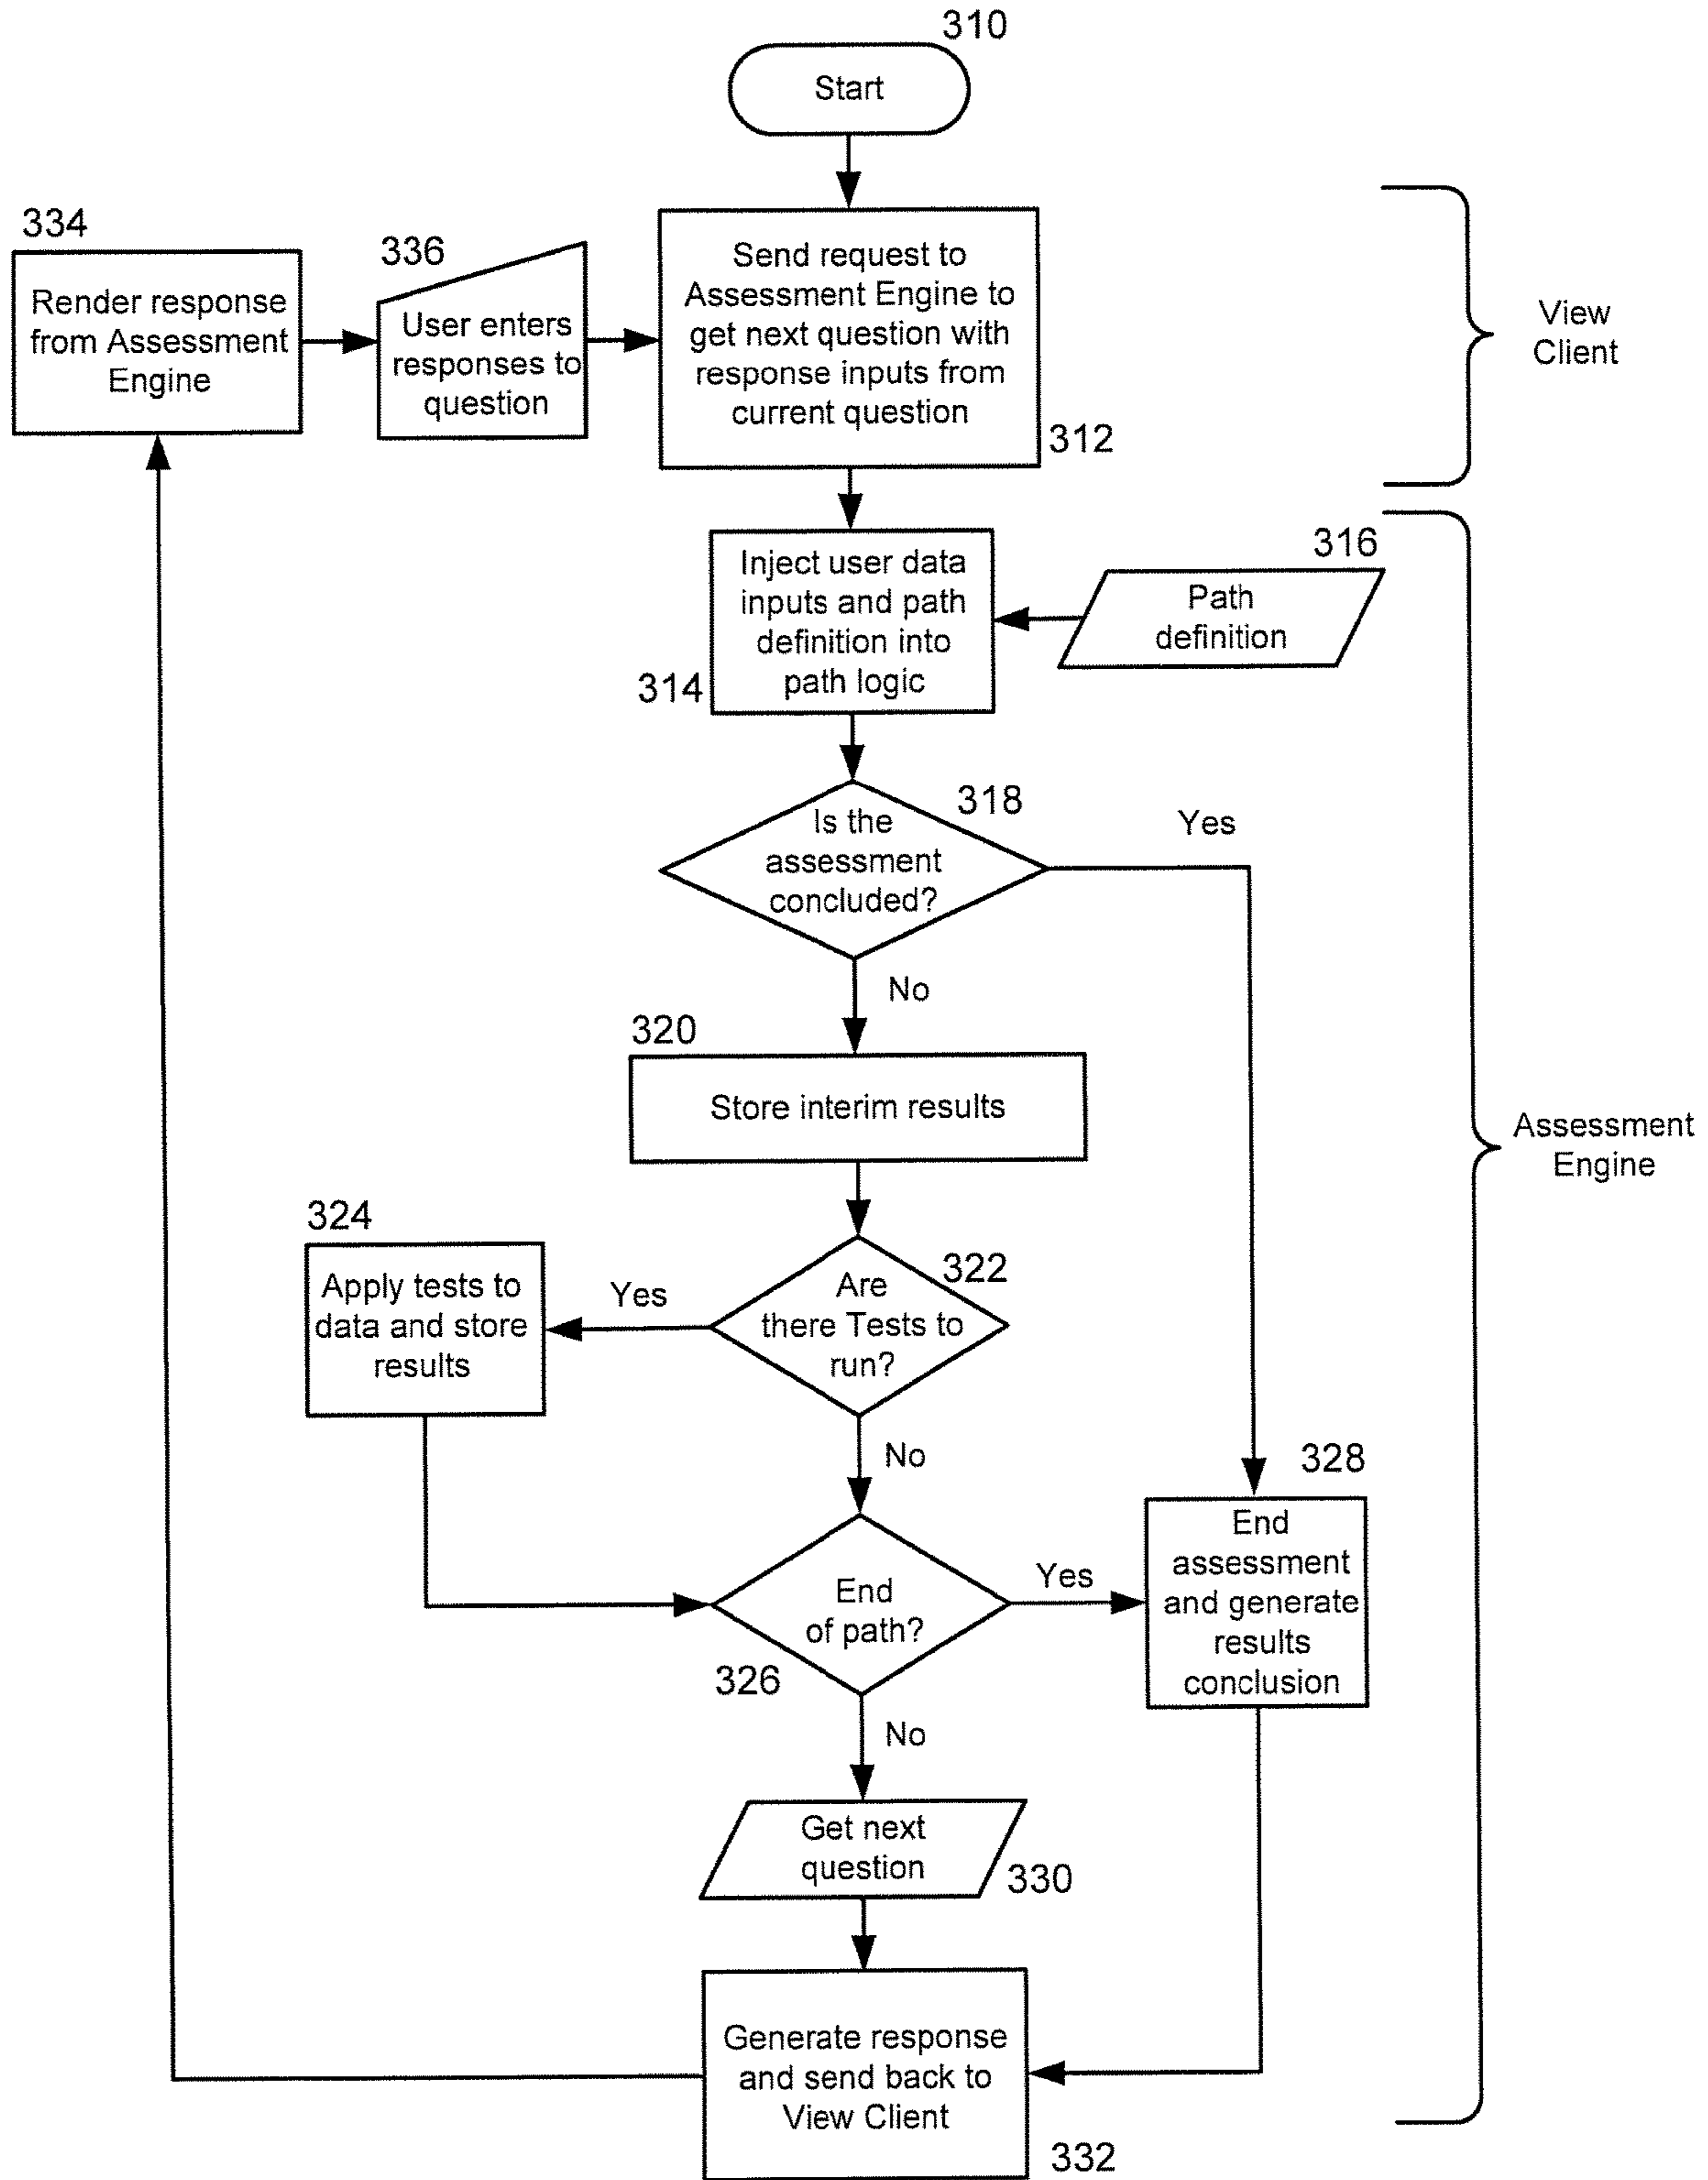 310
Start
334
Render response
from Assessment
Engine
336
User enters
responses to
question
Send request to
Assessment Engine to
get next question with
response inputs from
current question
312
View
Client
Inject user data
inputs and path
definition into
path logic
314
316
Path
definition
318
Is the
assessment
concluded?
Yes
No
320
Store interim results
Assessment
Engine
324
Apply tests to
data and store
results
Yes
322
Are
there Tests to
run?
No
328
End
assessment
and generate
results
conclusion
End
of path?
Yes
326
No
Get next
question
330
Generate response
and send back to
View Client
332